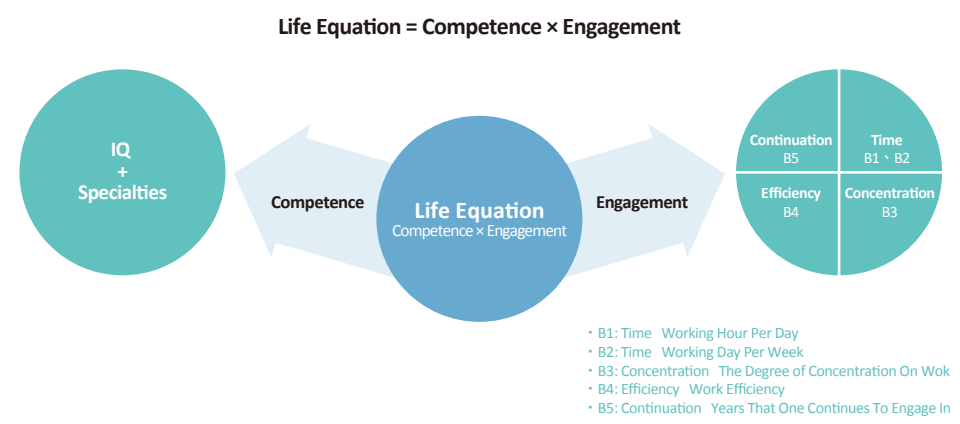 Life Equation = Competence × Engagement
IQ
+
Specialties
Competence
Life Equation
Competence × Engagement
Engagement
Continuation
B5
Time
B1、B2
Efficiency
B4
Concentration
B3
・B1: Time Working Hour Per Day
・B2: Time Working Day Per Week
・B3: Concentration The Degree of Concentration On Wok
・B4: Efficiency Work Efficiency
・B5: Continuation Years That One Continues To Engage In